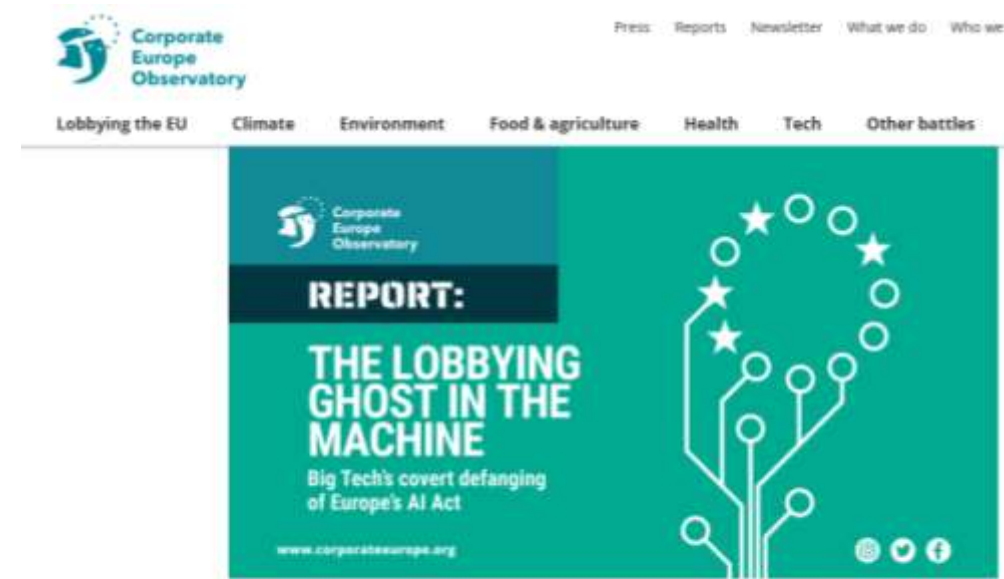 Corporate
Europe
Observatory
Press Reports Newsletter What we do Who we
Lobbying the EU Climate Environment Food & agriculture Health Tech Other battles
Corporate
Europe
Observatory
REPORT:
THE LOBBYING
GHOST IN THE
MACHINE
Big Tech's covert defanging
of Europe's AI Act
www.corporateeurope.org